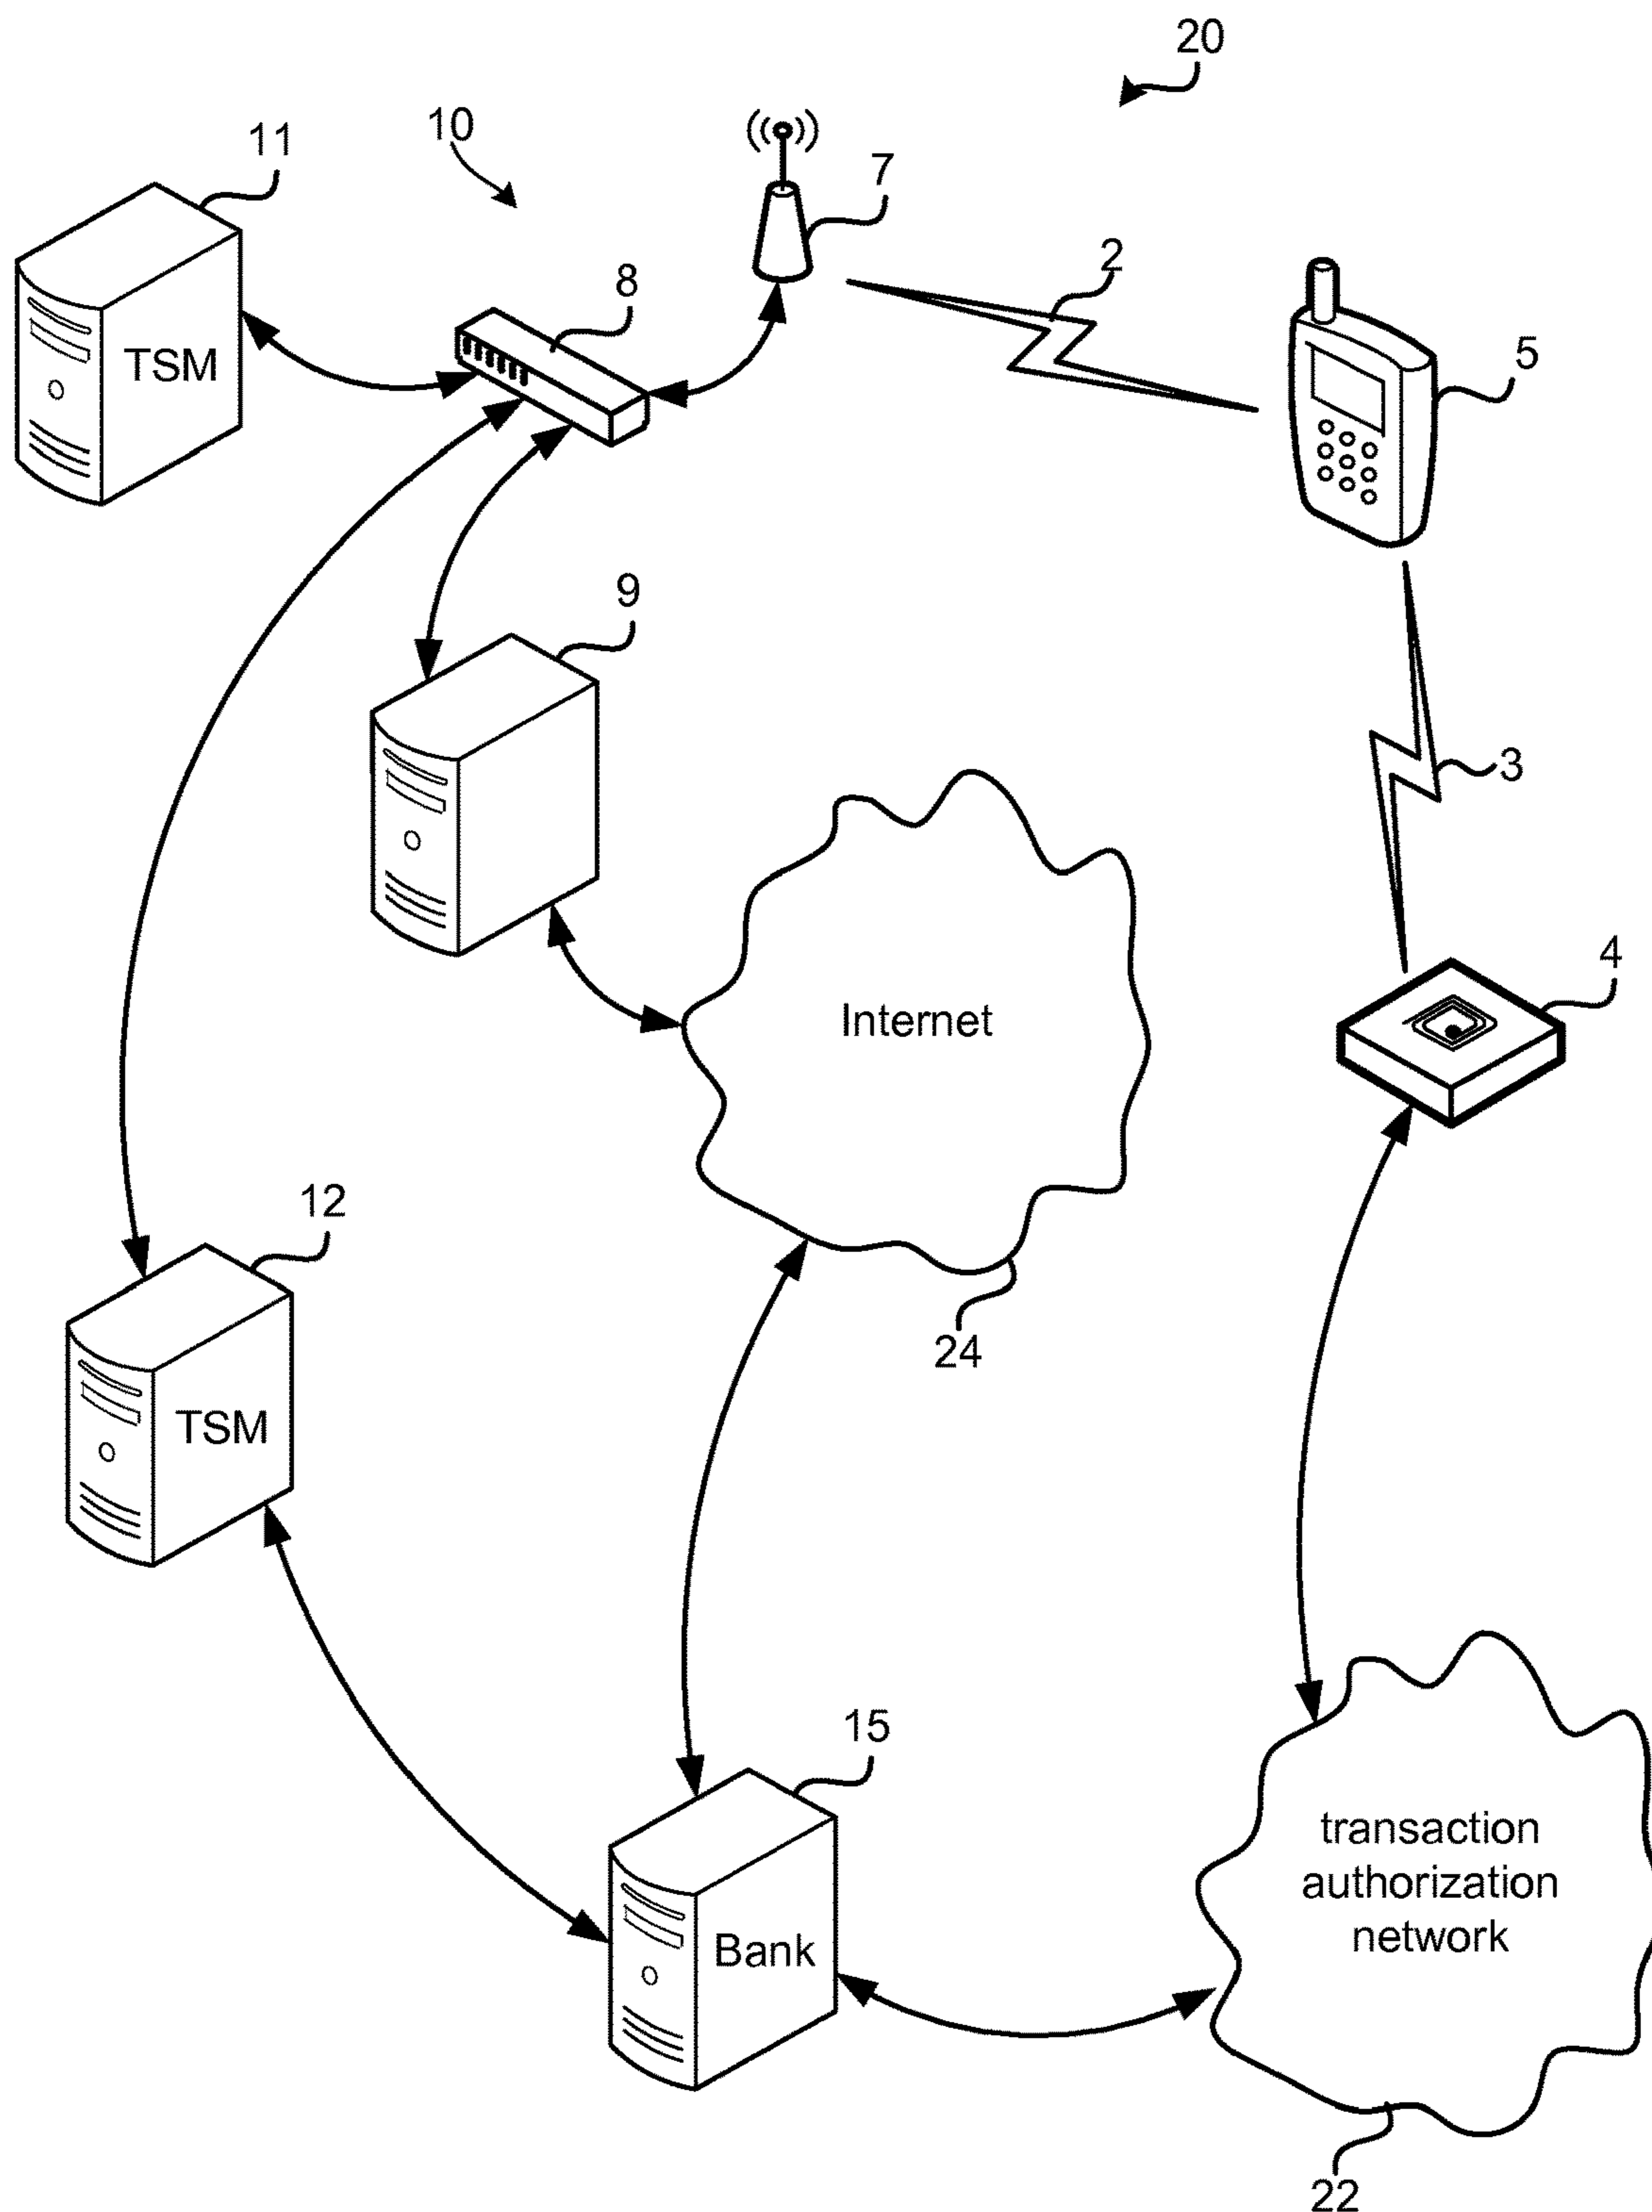 20
10
11
7
2
8
5
TSM
9
3
4
Internet
12
24
TSM
15
transaction
authorization
network
Bank
22